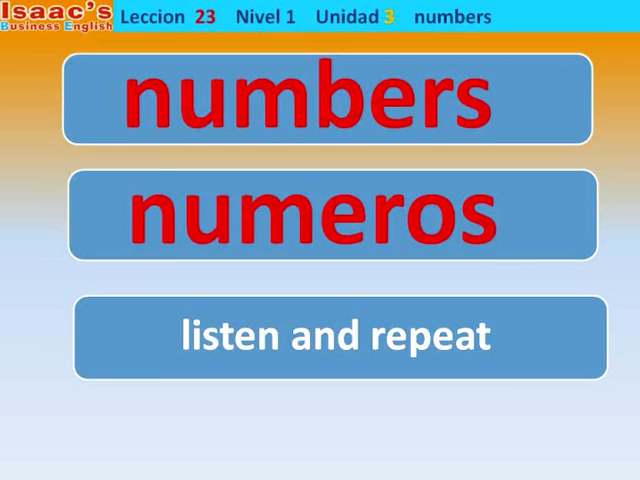 Isaac's
Business English
Leccion 23 Nivel 1 Unidad 3 numbers
numbers
numeros
listen and repeat